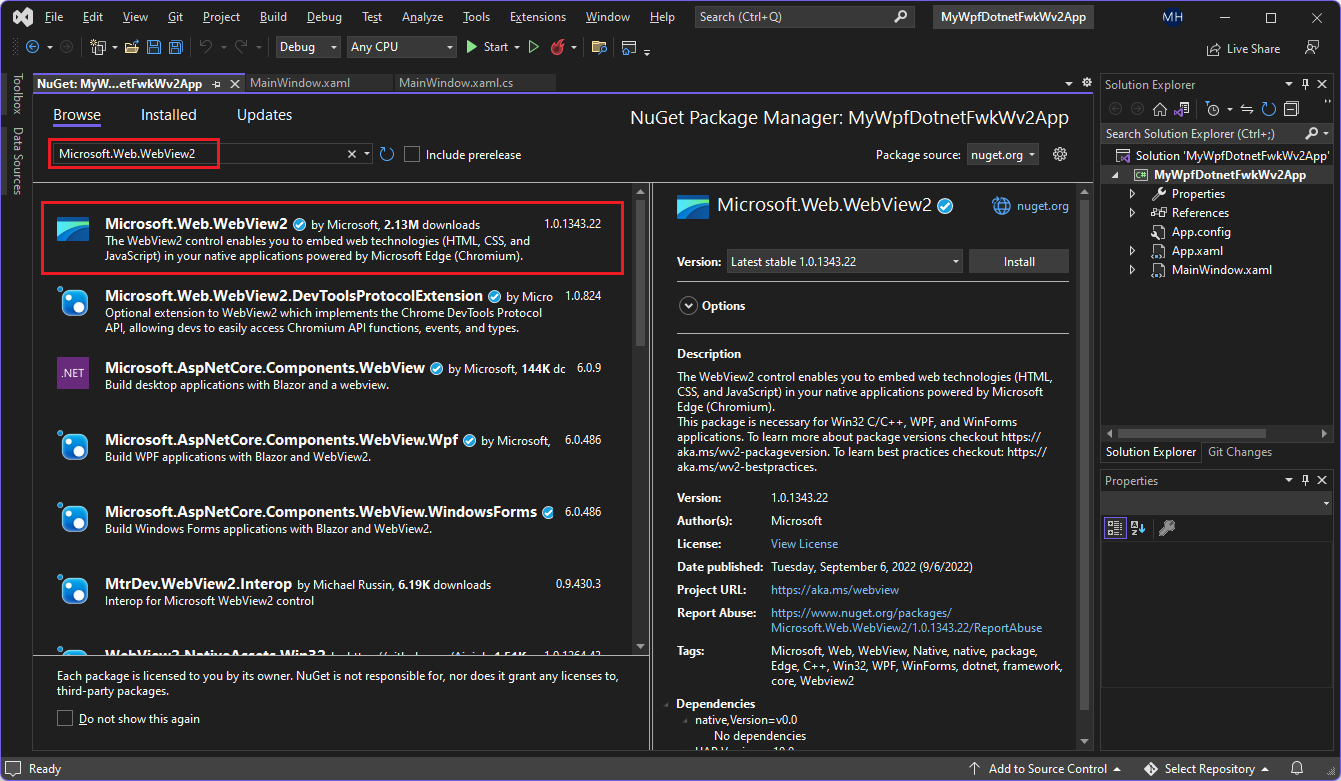 File Edit View Git Project Build Debug Test Analyze Tools Extensions Window Help Search (Ctrl+Q) MyWpfDotnetFwkWv2App MH
Debug Any CPU Start Live Share
Toolbox
Data Sources
NuGet: MyW...etFwkWv2App MainWindow.xaml MainWindow.xaml.cs
Browse Installed Updates
NuGet Package Manager: MyWpfDotnetFwkWv2App
Microsoft.Web.WebView2
Include prerelease
Package source: nuget.org
Microsoft.Web.WebView2 by Microsoft, 2.13M downloads 1.0.1343.22
The WebView2 control enables you to embed web technologies (HTML, CSS, and
JavaScript) in your native applications powered by Microsoft Edge (Chromium).
Microsoft.Web.WebView2.DevToolsProtocolExtension by Micro 1.0.824
Optional extension to WebView2 which implements the Chrome DevTools Protocol
API, allowing devs to easily access Chromium API functions, events, and types.
.NET
Microsoft.AspNetCore.Components.WebView by Microsoft, 144K dc 6.0.9
Build desktop applications with Blazor and a webview.
Microsoft.AspNetCore.Components.WebView.Wpf by Microsoft, 6.0.486
Build WPF applications with Blazor and WebView2.
Microsoft.AspNetCore.Components.WebView.WindowsForms 6.0.486
Build Windows Forms applications with Blazor and WebView2.
MtrDev.WebView2.Interop by Michael Russin, 6.19K downloads 0.9.430.3
Interop for Microsoft WebView2 control
WebView2.NativeAssets.Win32 1.51K 1.0.1264.42
Each package is licensed to you by its owner. NuGet is not responsible for, nor does it grant any licenses to,
third-party packages.
Do not show this again
Microsoft.Web.WebView2 nuget.org
Version: Latest stable 1.0.1343.22 Install
Options
Description
The WebView2 control enables you to embed web technologies (HTML,
CSS, and JavaScript) in your native applications powered by Microsoft
Edge (Chromium).
This package is necessary for Win32 C/C++, WPF, and WinForms
applications. To learn more about package versions checkout https://
aka.ms/wv2-packageversion. To learn best practices checkout: https://
aka.ms/wv2-bestpractices.
Version: 1.0.1343.22
Author(s): Microsoft
License: View License
Date published: Tuesday, September 6, 2022 (9/6/2022)
Project URL: https://aka.ms/webview
Report Abuse: https://www.nuget.org/packages/
Microsoft.Web.WebView2/1.0.1343.22/ReportAbuse
Tags: Microsoft, Web, WebView, Native, native, package,
Edge, C++, Win32, WPF, WinForms, dotnet, framework,
core, Webview2
Dependencies
native,Version=v0.0
No dependencies
Solution Explorer
Search Solution Explorer (Ctrl+;)
Solution 'MyWpfDotnetFwkWv2App'
C# MyWpfDotnetFwkWv2App
Properties
References
App.config
App.xaml
MainWindow.xaml
Solution Explorer Git Changes
Properties
Ready Add to Source Control Select Repository